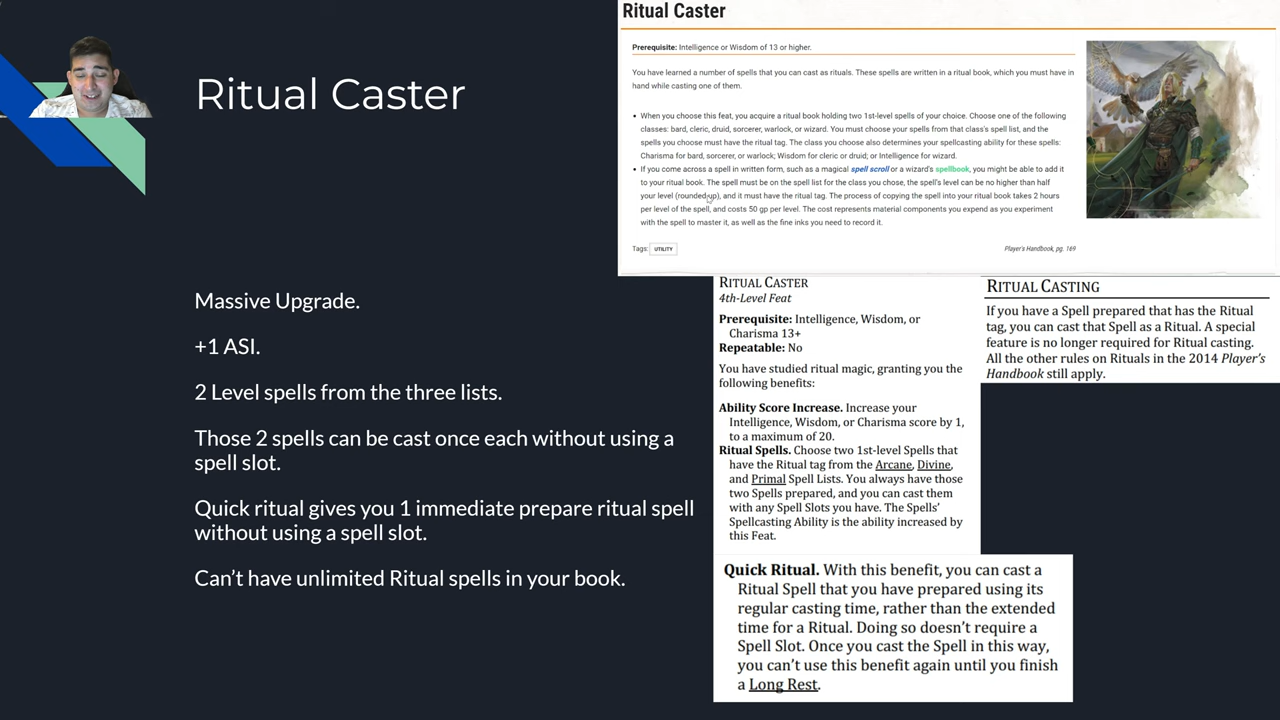 Ritual Caster
Massive Upgrade.
+1 ASI.
2 Level spells from the three lists.
Those 2 spells can be cast once each without using a
spell slot.
Quick ritual gives you 1 immediate prepare ritual spell
without using a spell slot.
Can't have unlimited Ritual spells in your book.
Ritual Caster
Prerequisite: Intelligence or Wisdom of 13 or higher.
You have learned a number of spells that you can cast as rituals. These spells are written in a ritual book, which you must have in
hand while casting one of them.
• When you choose this feat, you acquire a ritual book holding two 1st-level spells of your choice. Choose one of the following
classes: bard, cleric, druid, sorcerer, warlock, or wizard. You must choose your spells from that class's spell list, and the
spells you choose must have the ritual tag. The class you choose also determines your spellcasting ability for these spells:
Charisma for bard, sorcerer, or warlock; Wisdom for cleric or druid; or Intelligence for wizard.
• If you come across a spell in written form, such as a magical spell scroll or a wizard's spellbook, you might be able to add it
to your ritual book. The spell must be on the spell list for the class you chose, the spell's level can be no higher than half
your level (rounded up), and it must have the ritual tag. The process of copying the spell into your ritual book takes 2 hours
per level of the spell, and costs 50 gp per level. The cost represents material components you expend as you experiment
with the spell to master it, as well as the fine inks you need to record it.
Tags: UTILITY
Player's Handbook, pg. 169
RITUAL CASTER
4th-Level Feat
Prerequisite: Intelligence, Wisdom, or
Charisma 13+
Repeatable: No
You have studied ritual magic, granting you the
following benefits:
Ability Score Increase. Increase your
Intelligence, Wisdom, or Charisma score by 1,
to a maximum of 20.
Ritual Spells. Choose two 1st-level Spells that
have the Ritual tag from the Arcane, Divine,
and Primal Spell Lists. You always have those
two Spells prepared, and you can cast them
with any Spell Slots you have. The Spells'
Spellcasting Ability is the ability increased by
this Feat.
Quick Ritual. With this benefit, you can cast a
Ritual Spell that you have prepared using its
regular casting time, rather than the extended
time for a Ritual. Doing so doesn't require a
Spell Slot. Once you cast the Spell in this way,
you can't use this benefit again until you finish
a Long Rest.
RITUAL CASTING
If you have a Spell prepared that has the Ritual
tag, you can cast that Spell as a Ritual. A special
feature is no longer required for Ritual casting.
All the other rules on Rituals in the 2014 Player's
Handbook still apply.